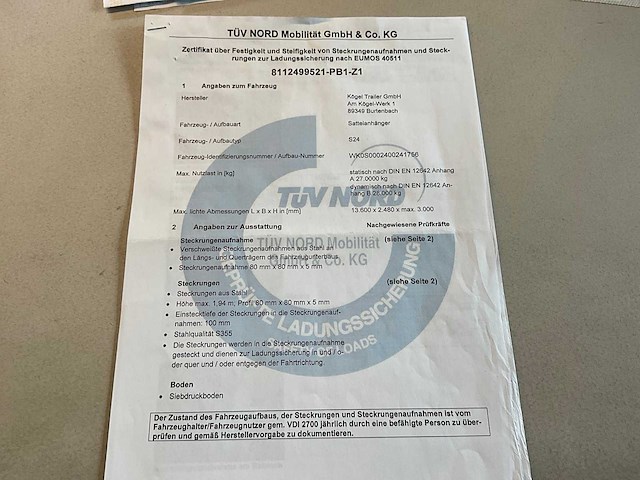 TÜV NORD Mobilität GmbH & Co. KG
Zertifikat über Festigkeit und Steifigkeit von Steckrungenaufnahmen und Steck-
rungen zur Ladungssicherung nach EUMOS 40511
8112499521-PB1-Z1
1 Angaben zum Fahrzeug
Hersteller Kögel Trailer GmbH
Am Kögel-Werk 1
89349 Burtenbach
Fahrzeug- / Aufbauart Sattelanhänger
Fahrzeug- / Aufbautyp S24
Fahrzeug-Identifizierungsnummer / Aufbau-Nummer WK0S0002400241756
Max. Nutzlast in [kg] statisch nach DIN EN 12642 Anhang
A 27.0000 kg
dynamisch nach DIN EN 12642 An-
hang B 28.000 kg
TÜV NORD
Max. lichte Abmessungen L x B x H in [mm] 13.600 x 2.480 x max. 3.000
2 Angaben zur Ausstattung Nachgewiesene Prüfkräfte
Steckrungenaufnahme (siehe Seite 2)
• Verschweißte Steckrungenaufnahmen aus Stahl an
den Längs- und Querträgern des Fahrzeugunterbaus
• Steckrungenaufnahme 80 mm x 80 mm x 5 mm
TÜV NORD Mobilität
GmbH & Co. KG
Steckrungen (siehe Seite 2)
• Steckrungen aus Stahl
• Höhe max. 1,94 m, Profil 80 mm x 80 mm x 5 mm
• Einstecktiefe der Steckrungen in die Steckrungenauf-
nahmen: 100 mm
• Stahlqualität S355
• Die Steckrungen werden in die Steckrungenaufnahme
gesteckt und dienen zur Ladungssicherung in und / o-
der quer und / oder entgegen der Fahrtrichtung.
GEPRÜFTE LADUNGSSICHERUNG
LOADS
Boden
• Siebdruckboden
Der Zustand des Fahrzeugaufbaus, der Steckrungen und Steckrungenaufnahmen ist vom
Fahrzeughalter/Fahrzeugnutzer gem. VDI 2700 jährlich durch eine befähigte Person zu über-
prüfen und gemäß Herstellervorgabe zu dokumentieren.